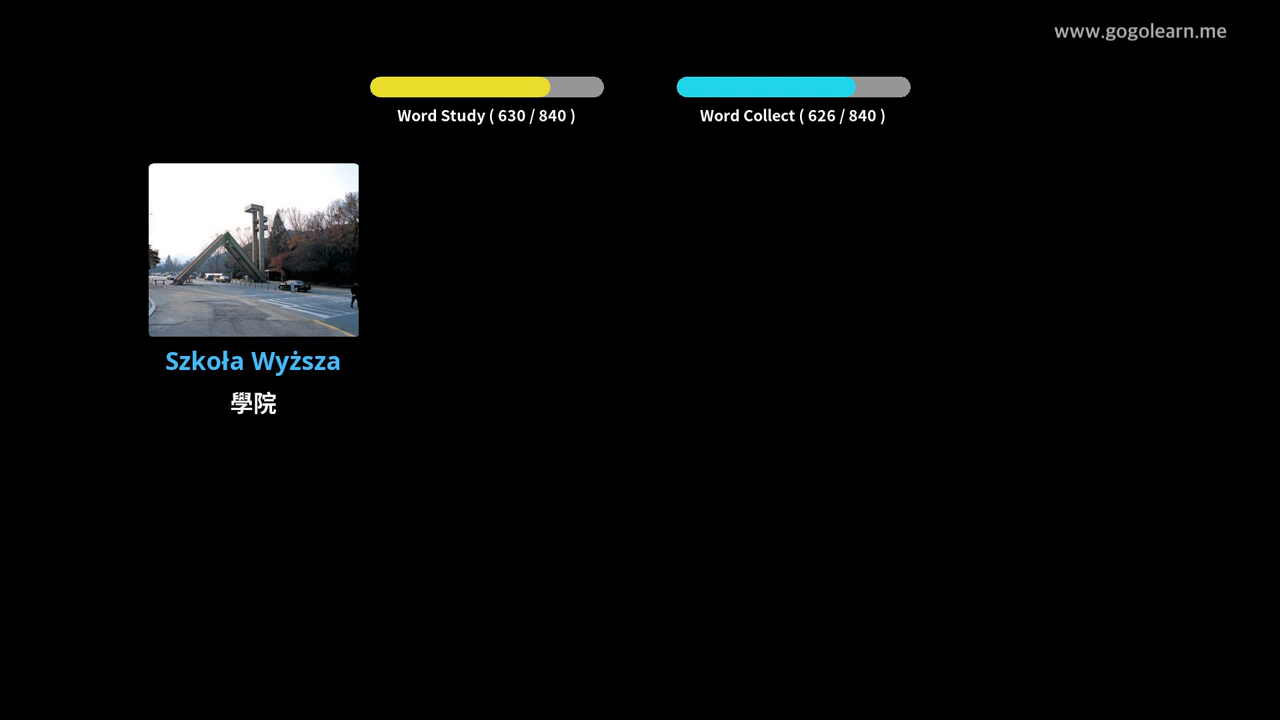 www.gogolearn.me
Word Study ( 630 / 840 )
Word Collect ( 626 / 840 )
Szkoła Wyższa
學院